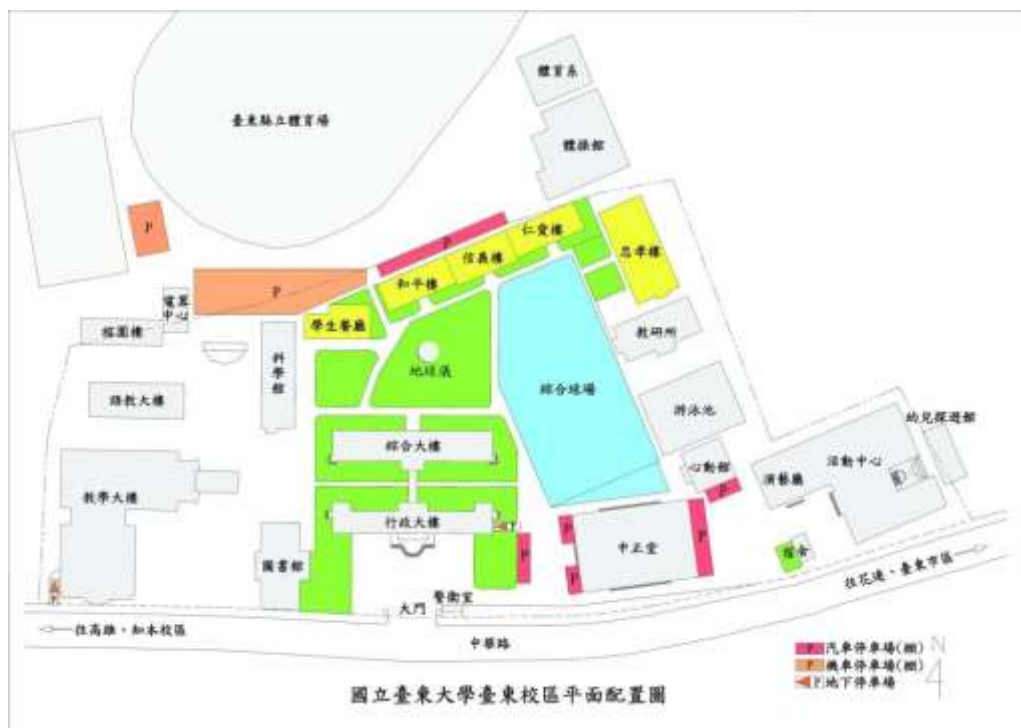 體育系
臺東縣立體育場
體操館
P
仁愛樓
P
信義樓
忠孝樓
和平樓
P
電算
中心
學生餐廳
榕園樓
教研所
科學館
地球儀
語教大樓
綜合球場
游泳池
幼兒探遊館
綜合大樓
心動館
活動中心
演藝廳
教學大樓
P
行政大樓
P
P
中正堂
P
圖書館
P
P
宿舍
P
往花蓮、臺東市區
大門
警衛室
往高雄、知本校區
中華路
P 汽車停車場(棚)
N
P 機車停車場(棚)
P 地下停車場
國立臺東大學臺東校區平面配置圖